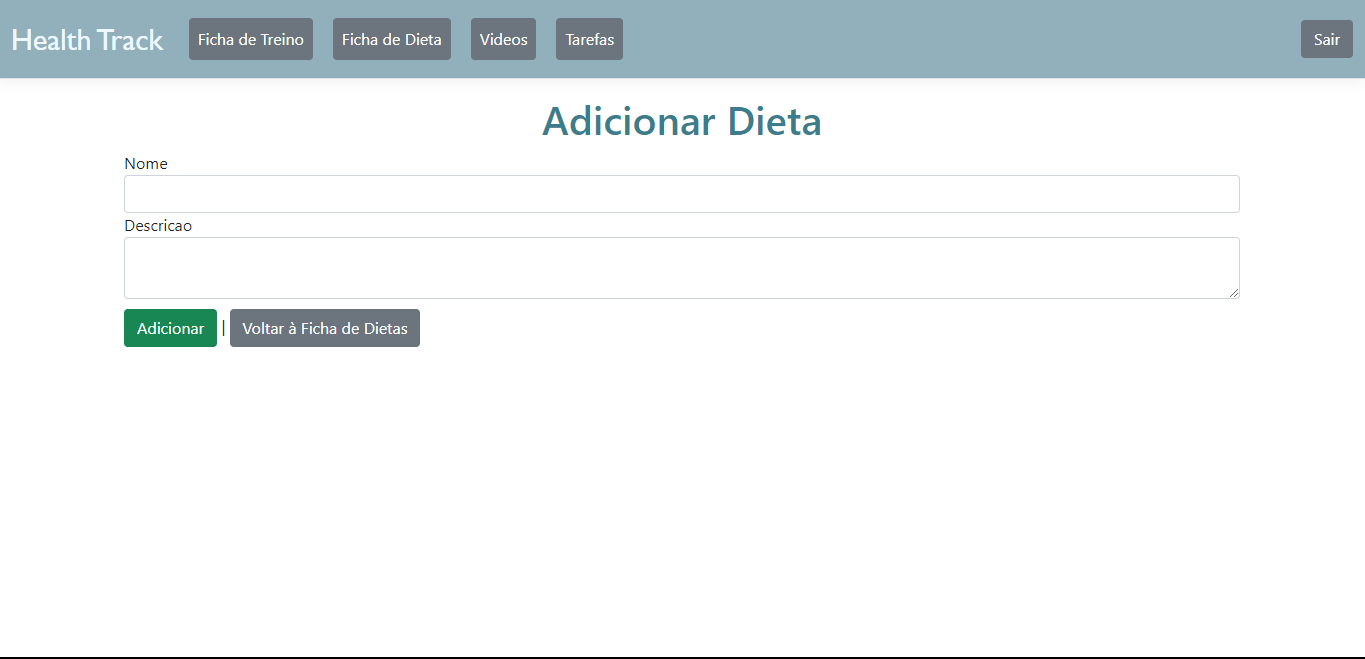 Health Track Ficha de Treino Ficha de Dieta Videos Tarefas Sair
Adicionar Dieta
Nome
Descricao
Adicionar | Voltar à Ficha de Dietas